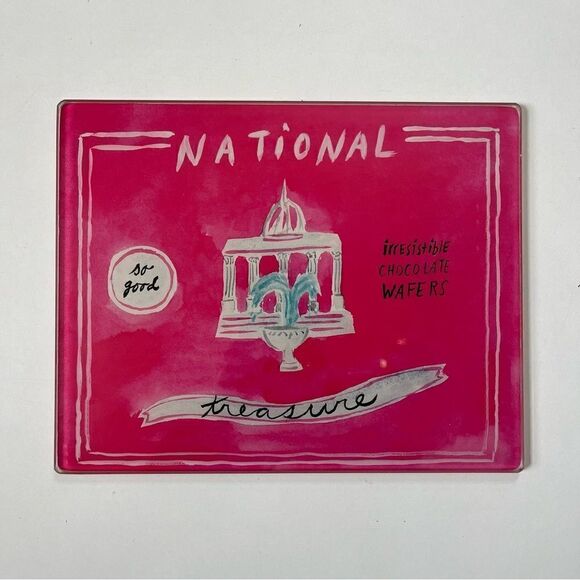 NATiONAL
so
good
irresistible
CHOCOLATE
WAFERS
treasure